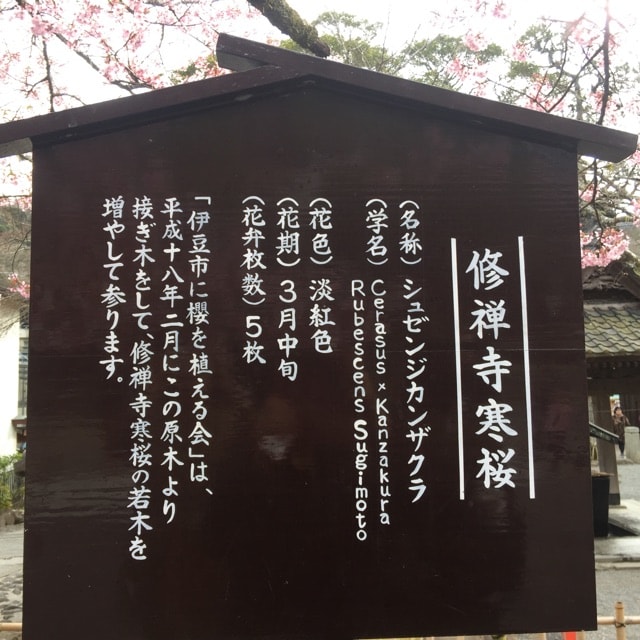 修禅寺寒桜
(名称) シュゼンジカンザクラ
(学名) Cerasus × Kanzakura
Rubescens Sugimoto
(花色) 淡紅色
(花期) 3月中旬
(花弁枚数) 5枚
「伊豆市に櫻を植える会」は、
平成十八年二月にこの原木より
接ぎ木をして、修禅寺寒桜の若木を
増やして参ります。